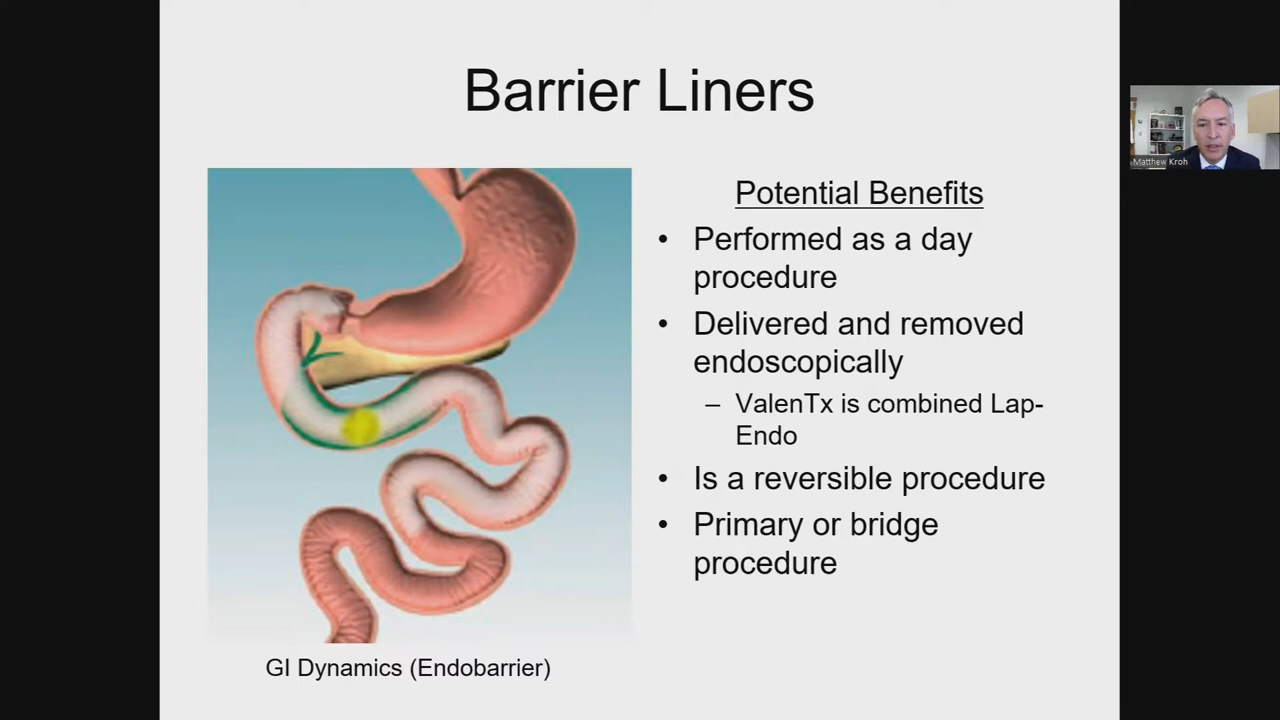 Barrier Liners
Potential Benefits
• Performed as a day
procedure
• Delivered and removed
endoscopically
– ValenTx is combined Lap-
Endo
• Is a reversible procedure
• Primary or bridge
procedure
GI Dynamics (Endobarrier)
Matthew Kroh